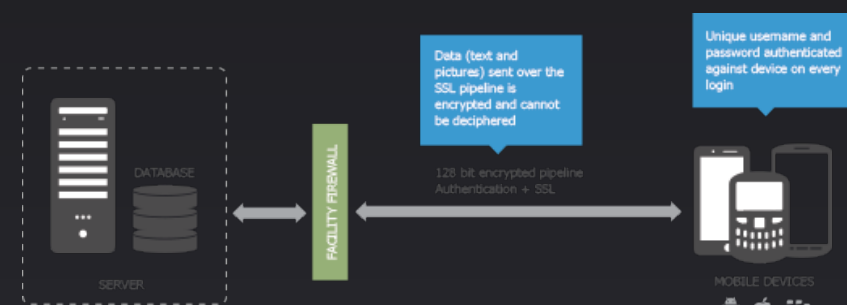 Data (text and
pictures) sent over the
SSL pipeline is
encrypted and cannot
be deciphered
Unique username and
password authenticated
against device on every
login
DATABASE
SERVER
FACILITY FIREWALL
128 bit encrypted pipeline
Authentication + SSL
MOBILE DEVICES